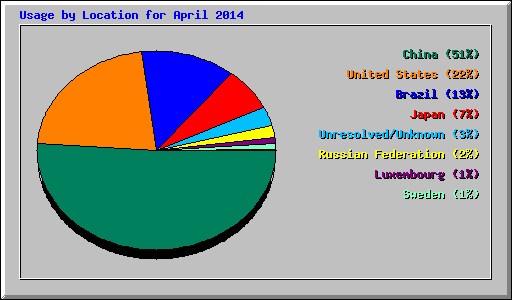 Usage by Location for April 2014
China (51%)
United States (22%)
Brazil (13%)
Japan (7%)
Unresolved/Unknown (3%)
Russian Federation (2%)
Luxembourg (1%)
Sweden (1%)